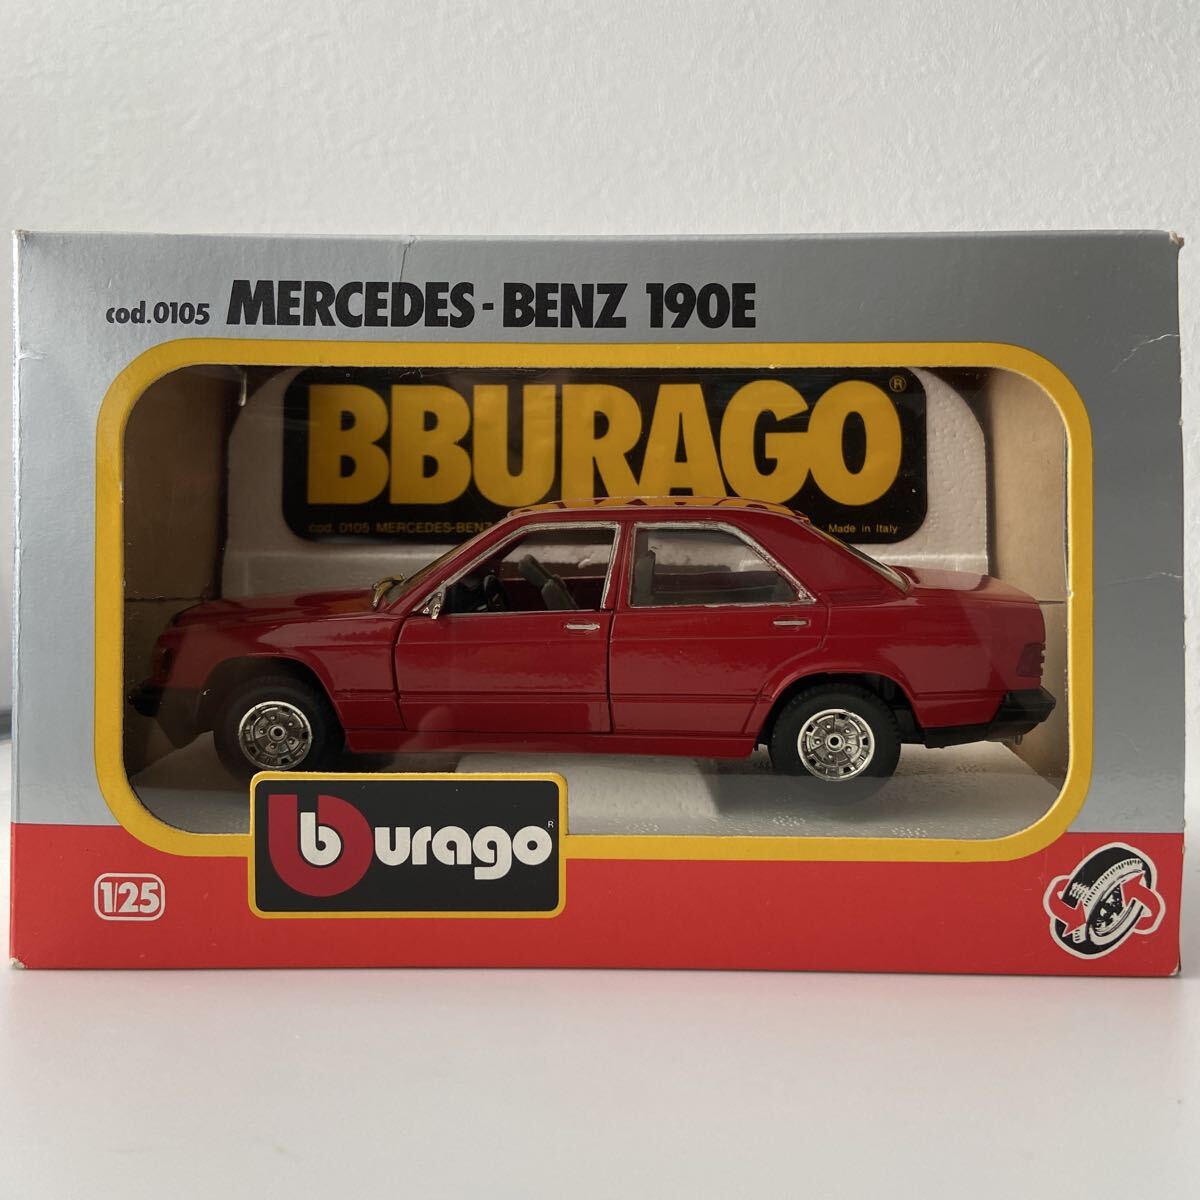 cod.0105 MERCEDES-BENZ 190E
BBURAGO®
cod. 0105 MERCEDES-BENZ
Made in Italy
burago®
1/25